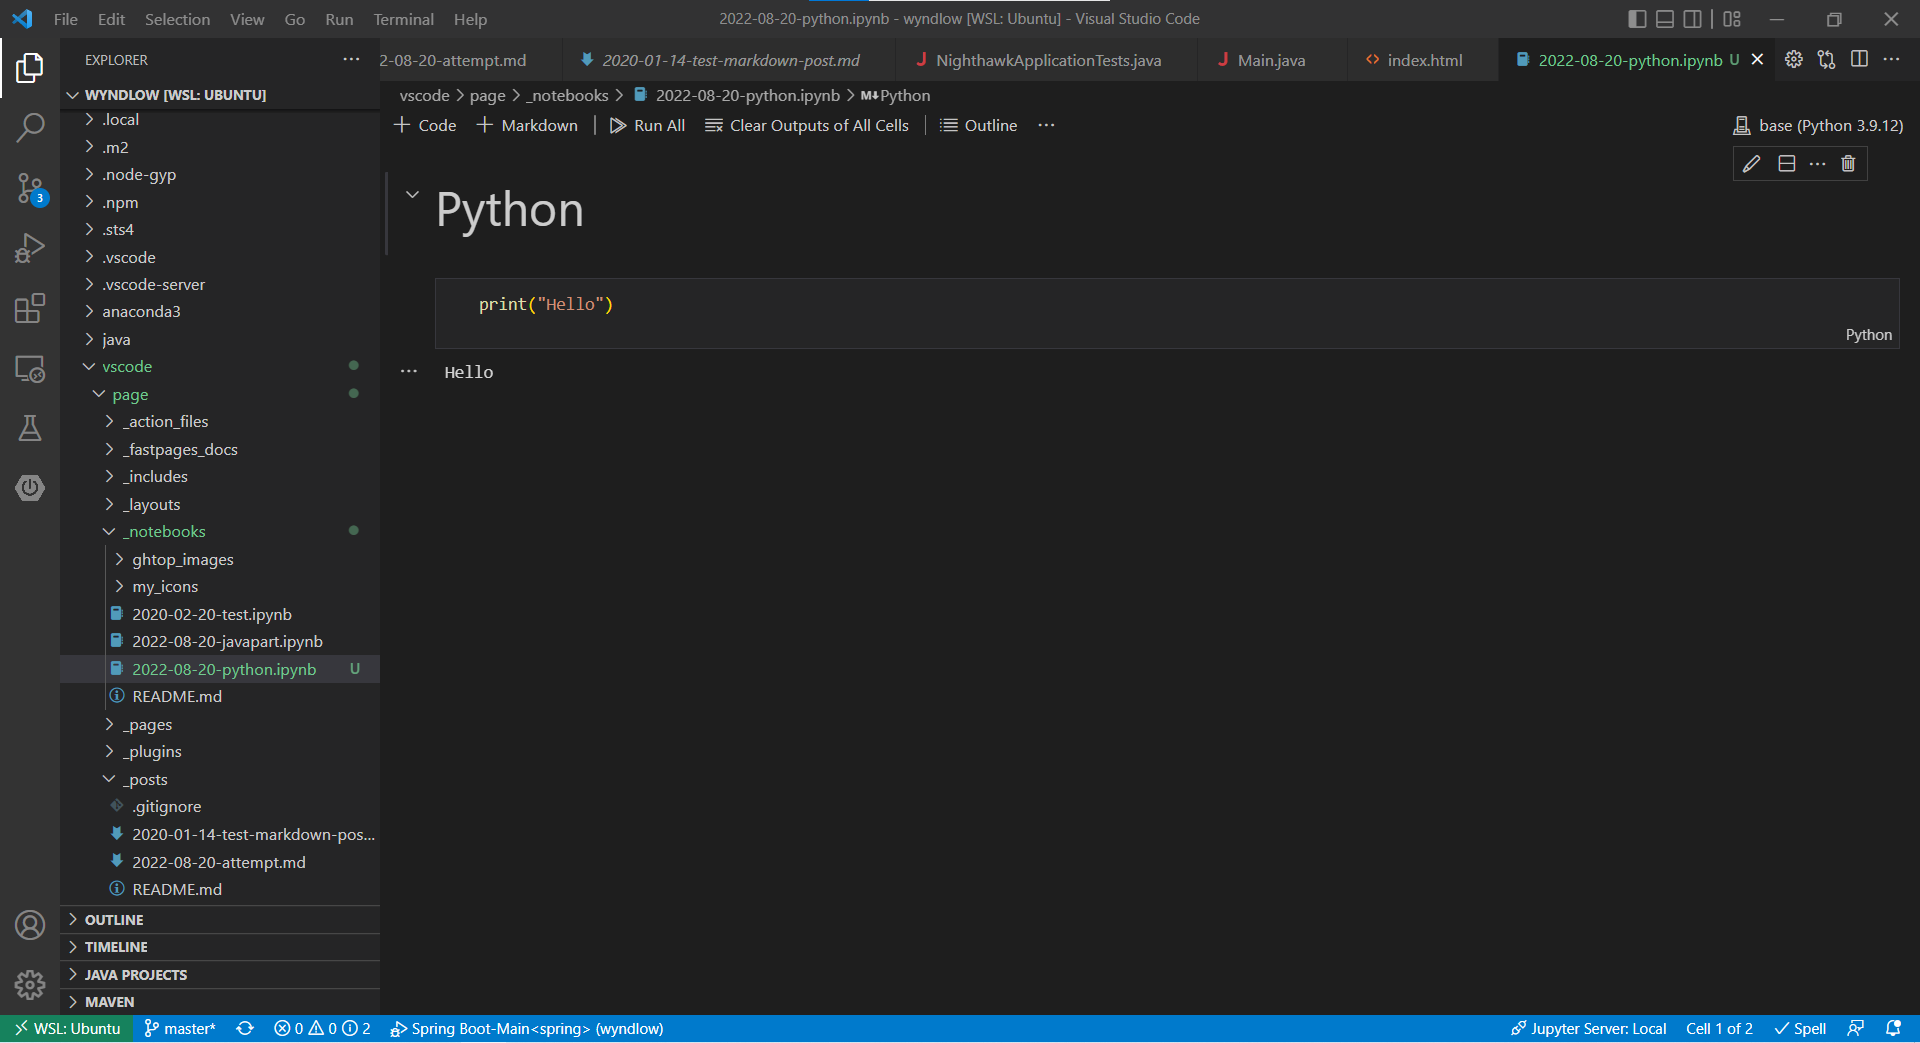 File Edit Selection View Go Run Terminal Help
2022-08-20-python.ipynb - wyndlow [WSL: Ubuntu] - Visual Studio Code
EXPLORER
2-08-20-attempt.md
2020-01-14-test-markdown-post.md
J NighthawkApplicationTests.java
J Main.java
<> index.html
2022-08-20-python.ipynb U
WYNDLOW [WSL: UBUNTU]
vscode > page > _notebooks > 2022-08-20-python.ipynb > M↓Python
+ Code + Markdown Run All Clear Outputs of All Cells Outline ...
base (Python 3.9.12)
.local
.m2
.node-gyp
.npm
.sts4
.vscode
.vscode-server
anaconda3
java
vscode
page
_action_files
_fastpages_docs
_includes
_layouts
_notebooks
ghtop_images
my_icons
2020-02-20-test.ipynb
2022-08-20-javapart.ipynb
2022-08-20-python.ipynb U
README.md
_pages
_plugins
_posts
.gitignore
2020-01-14-test-markdown-pos...
2022-08-20-attempt.md
README.md
OUTLINE
TIMELINE
JAVA PROJECTS
MAVEN
3
Python
print("Hello")
Python
... Hello
WSL: Ubuntu master* 0 0 2 Spring Boot-Main<spring> (wyndlow)
Jupyter Server: Local Cell 1 of 2 Spell